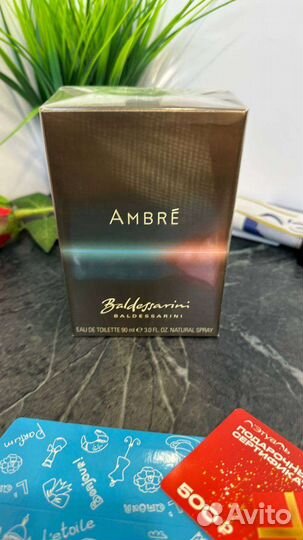 AMBRÉ
Baldessarini
BALDESSARINI
EAU DE TOILETTE 90 ml e 3.0 FL. OZ. NATURAL SPRAY
Parfum
Bonjour!
l'etoile
Л'ЭТУАЛЬ
ПОДАРОЧНЫЙ
СЕРТИФИКАТ
500 ₽
Avito